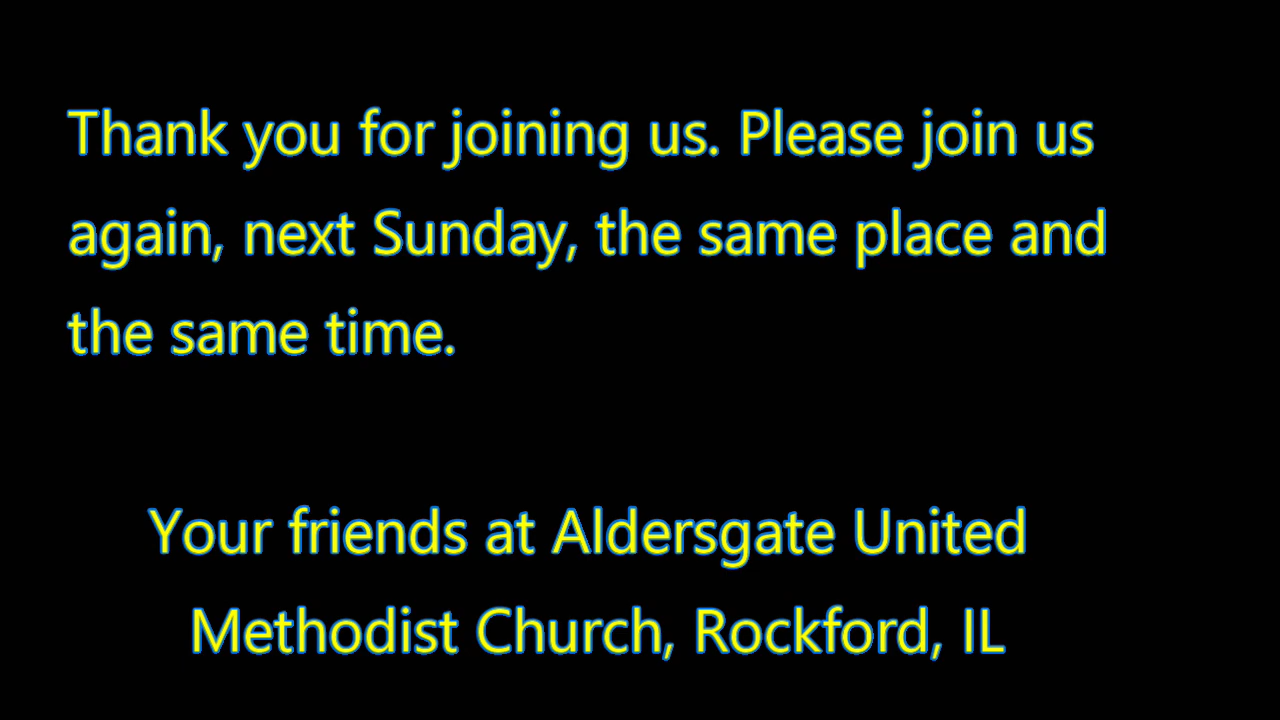 Thank you for joining us. Please join us
again, next Sunday, the same place and
the same time.
Your friends at Aldersgate United
Methodist Church, Rockford, IL